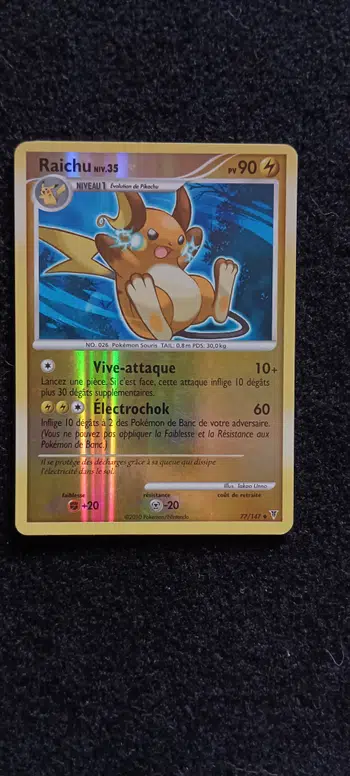 Raichu NIV.35 PV 90
NIVEAU 1 Évolution de Pikachu
NO. 026 Pokémon Souris TAIL: 0,8m PDS: 30,0kg
Vive-attaque 10+
Lancez une pièce. Si c'est face, cette attaque inflige 10 dégâts
plus 30 dégâts supplémentaires.
Électrochok 60
Inflige 10 dégâts à 2 des Pokémon de Banc de votre adversaire.
(Vous ne pouvez pas appliquer la Faiblesse et la Résistance aux
Pokémon de Banc.)
Il se protège des décharges grâce à sa queue qui dissipe
l'électricité dans le sol.
Illus. Takao Unno
faiblesse résistance coût de retraite
+20 -20
©2010 Pokémon/Nintendo 77/147